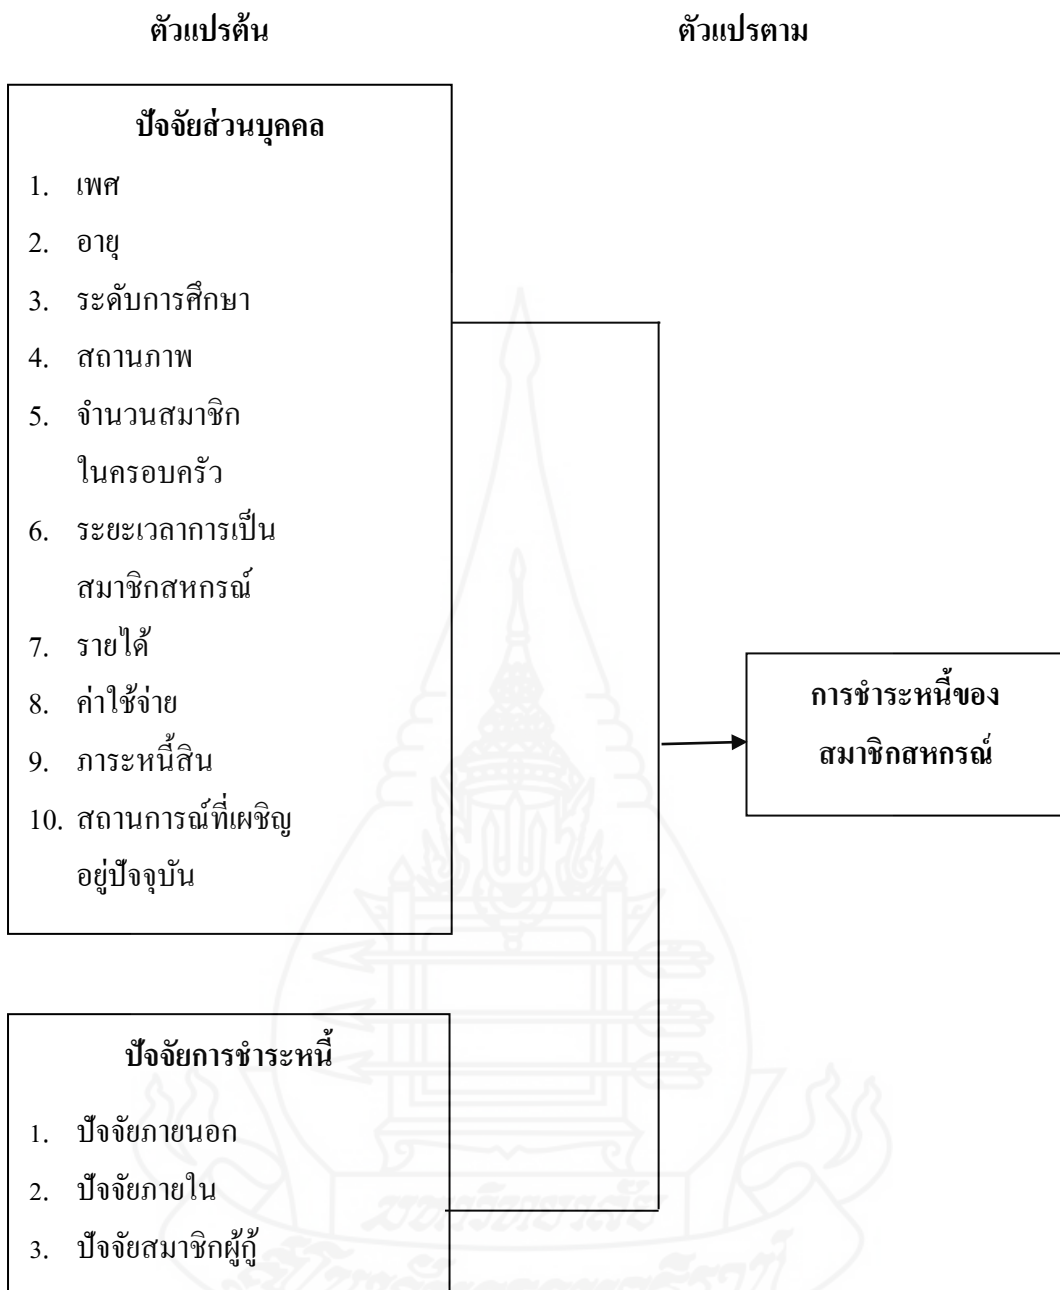 ตัวแปรต้น
ตัวแปรตาม
ปัจจัยส่วนบุคคล
1. เพศ
2. อายุ
3. ระดับการศึกษา
4. สถานภาพ
5. จำนวนสมาชิก
ในครอบครัว
6. ระยะเวลาการเป็น
สมาชิกสหกรณ์
7. รายได้
8. ค่าใช้จ่าย
9. ภาระหนี้สิน
10. สถานการณ์ที่เผชิญ
อยู่ปัจจุบัน
การชำระหนี้ของ
สมาชิกสหกรณ์
ปัจจัยการชำระหนี้
1. ปัจจัยภายนอก
2. ปัจจัยภายใน
3. ปัจจัยสมาชิกผู้กู้